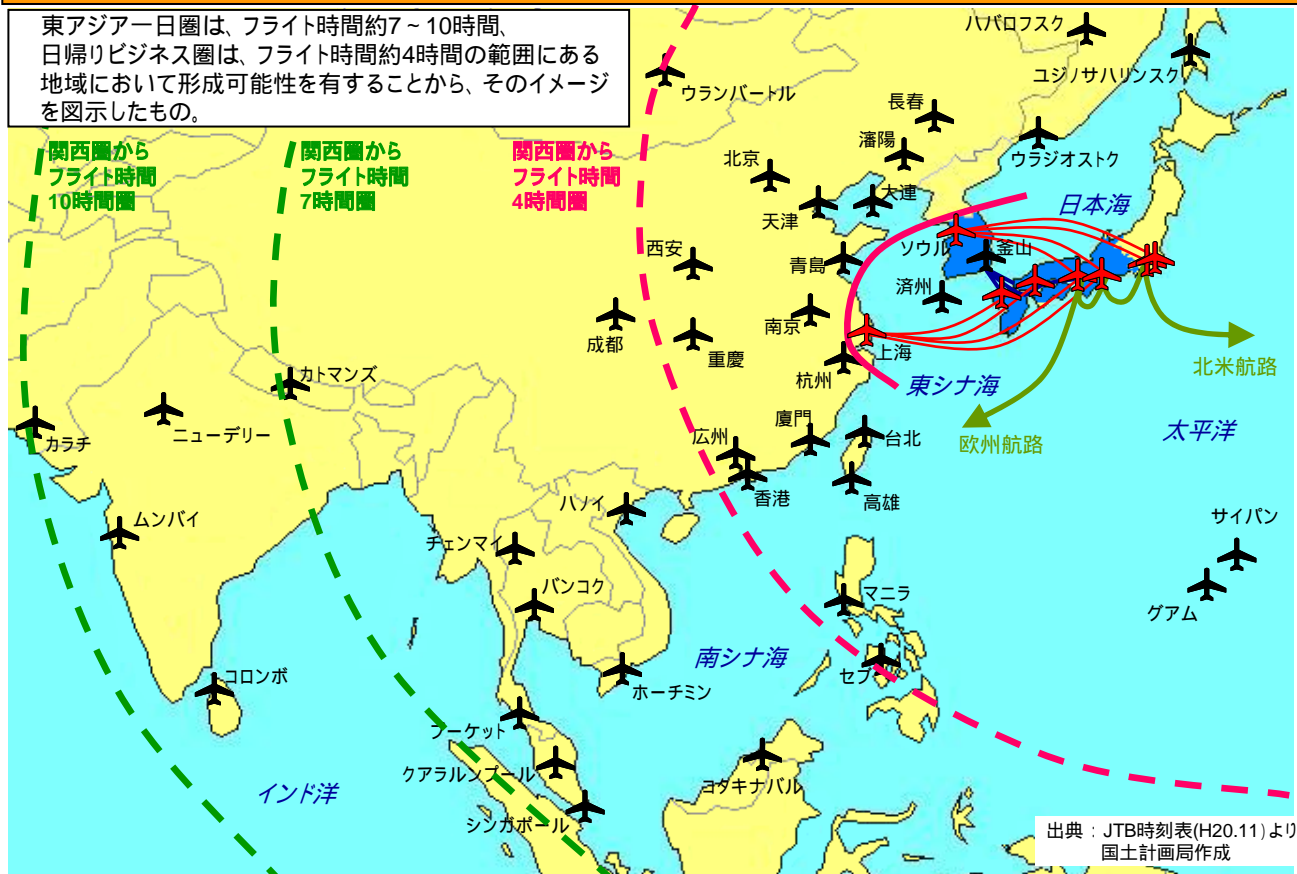 東アジア一日圏は、フライト時間約7～10時間、
日帰りビジネス圏は、フライト時間約4時間の範囲にある
地域において形成可能性を有することから、そのイメージ
を図示したもの。
ハバロフスク
ユジノサハリンスク
ウランバートル
長春
瀋陽
ウラジオストク
関西圏から
フライト時間
10時間圏
関西圏から
フライト時間
7時間圏
関西圏から
フライト時間
4時間圏
北京
大連
天津
日本海
ソウル
釜山
西安
青島
済州
南京
成都
重慶
上海
杭州
東シナ海
北米航路
カトマンズ
カラチ
ニューデリー
広州
廈門
台北
欧州航路
太平洋
香港
高雄
ハノイ
ムンバイ
チェンマイ
サイパン
バンコク
マニラ
グアム
南シナ海
セブ
コロンボ
ホーチミン
プーケット
クアラルンプール
コタキナバル
インド洋
シンガポール
出典：JTB時刻表(H20.11)より
国土計画局作成